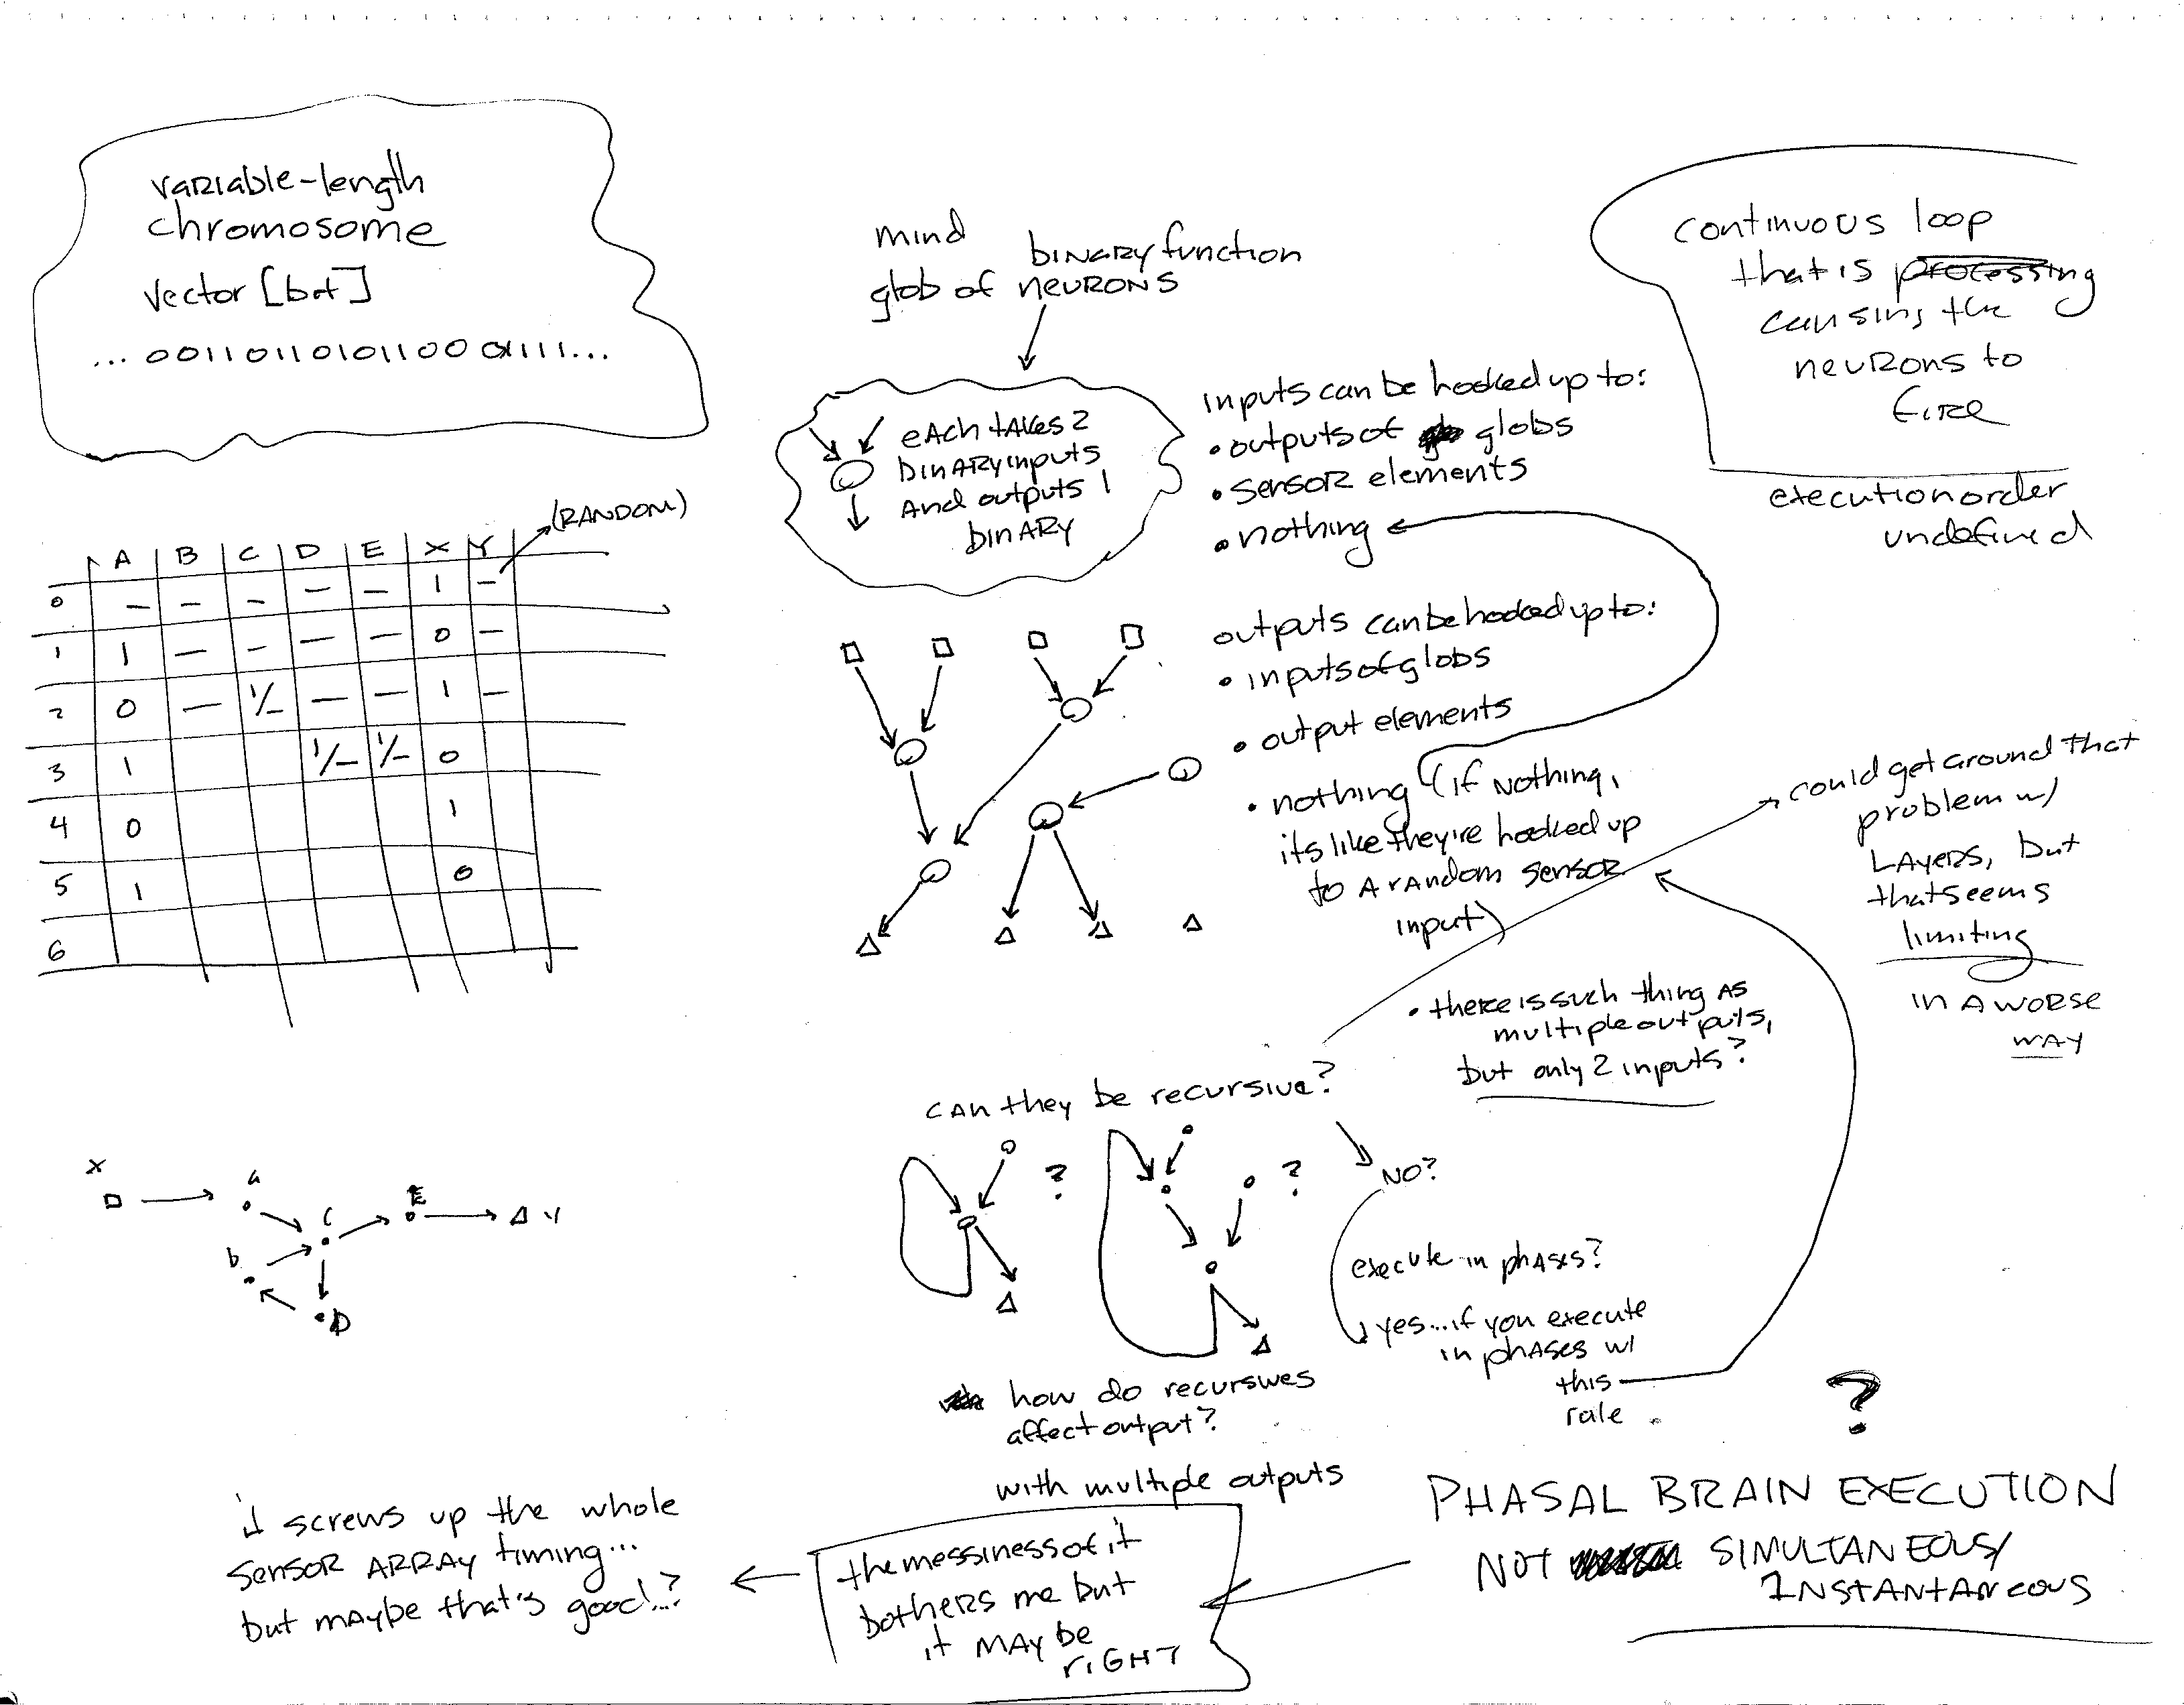 variable-length
chromosome
vector [bot]
... 0011011010110001111...
(RANDOM)
A B C D E X Y
0 — — — — — 1 —
1 1 — — — — 0 —
2 0 — 1/— — — 1 —
3 1 1/— 1/— 0
4 0 1
5 1 0
6
mind
binary function
glob of neurons
each takes 2
binary inputs
and outputs 1
binary
inputs can be hooked up to:
• outputs of globs
• sensor elements
• nothing
outputs can be hooked up to:
• inputs of globs
• output elements
• nothing (if nothing,
its like they're hooked up
to a random sensor
input)
• there is such thing as
multiple outputs,
but only 2 inputs?
continuous loop
that is processing
causing the
neurons to
fire
execution order
undefined
could get around that
problem w/
layers, but
that seems
limiting
in a worse
way
can they be recursive?
? ?
NO?
execute in phases?
yes... if you execute
in phases w/
this
rule
how do recursives
affect output?
with multiple outputs
x
a
b
C
D
E
Y
?
PHASAL BRAIN EXECUTION
NOT SIMULTANEOUS/
INSTANTANEOUS
the messiness of it
bothers me but
it may be
RIGHT
it screws up the whole
sensor array timing...
but maybe that's good..?